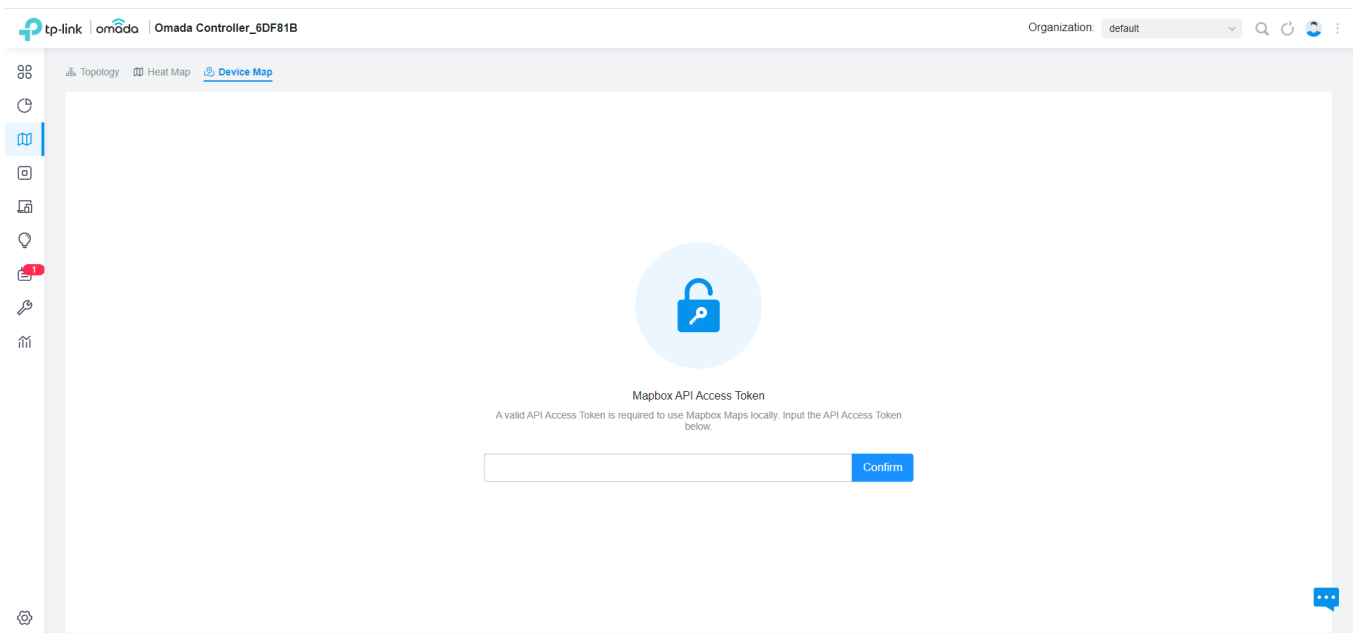 tp-link omada Omada Controller_6DF81B Organization: default
Topology Heat Map Device Map
1
Mapbox API Access Token
A valid API Access Token is required to use Mapbox Maps locally. Input the API Access Token
below.
Confirm